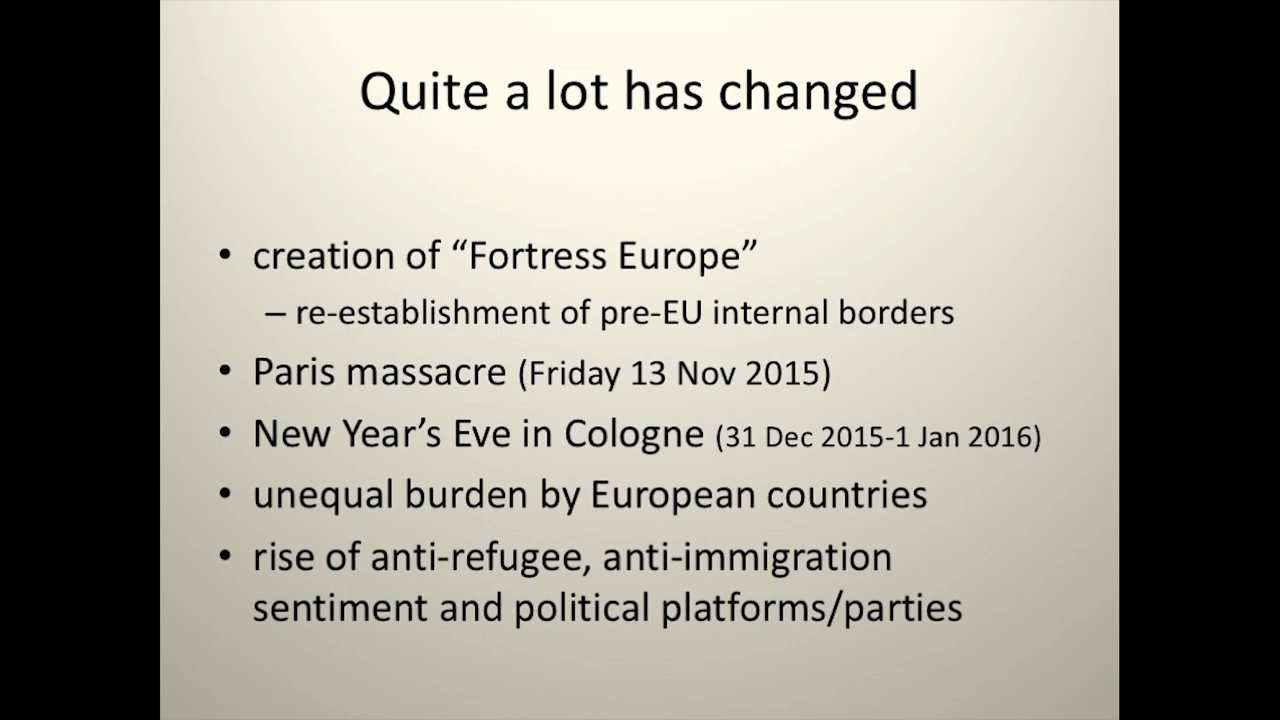 Quite a lot has changed
• creation of “Fortress Europe”
– re-establishment of pre-EU internal borders
• Paris massacre (Friday 13 Nov 2015)
• New Year’s Eve in Cologne (31 Dec 2015-1 Jan 2016)
• unequal burden by European countries
• rise of anti-refugee, anti-immigration
sentiment and political platforms/parties